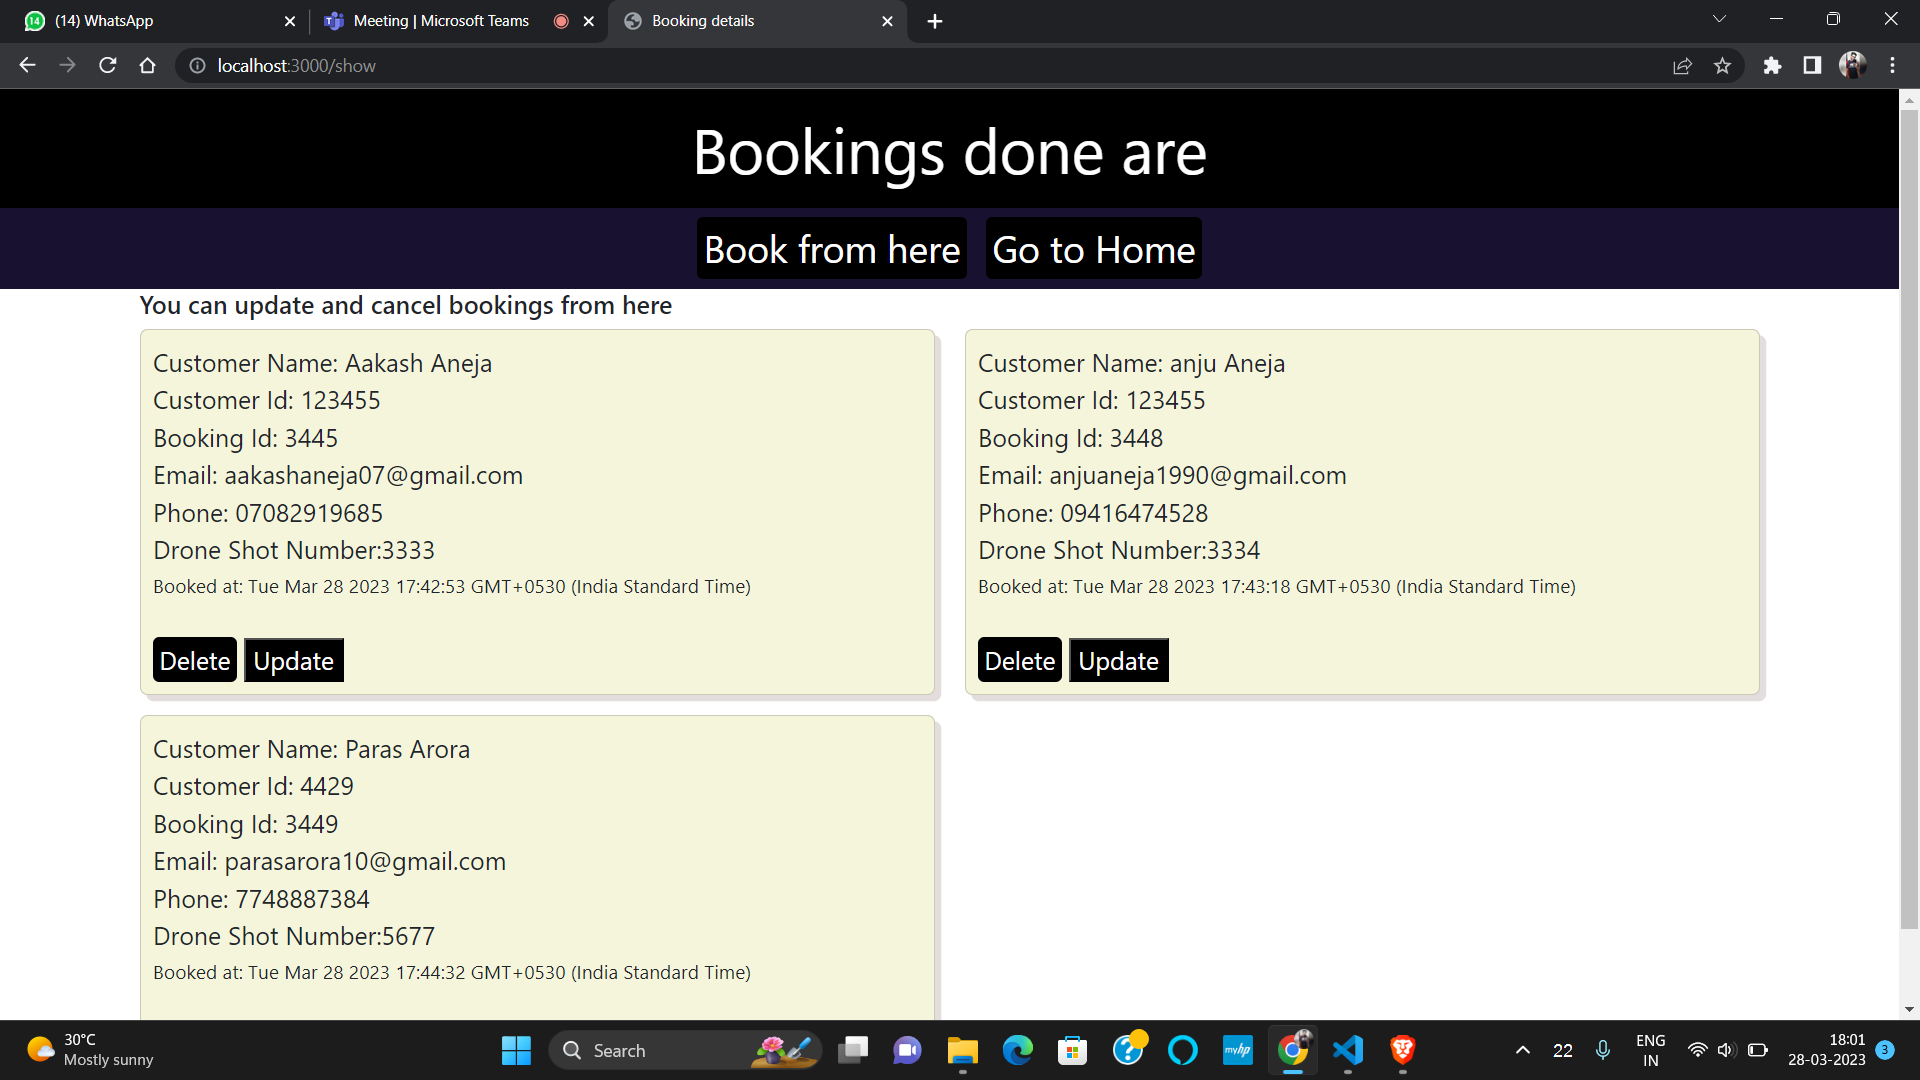 (14) WhatsApp
Meeting | Microsoft Teams
Booking details
localhost:3000/show
Bookings done are
Book from here
Go to Home
You can update and cancel bookings from here
Customer Name: Aakash Aneja
Customer Id: 123455
Booking Id: 3445
Email: aakashaneja07@gmail.com
Phone: 07082919685
Drone Shot Number:3333
Booked at: Tue Mar 28 2023 17:42:53 GMT+0530 (India Standard Time)
Delete Update
Customer Name: anju Aneja
Customer Id: 123455
Booking Id: 3448
Email: anjuaneja1990@gmail.com
Phone: 09416474528
Drone Shot Number:3334
Booked at: Tue Mar 28 2023 17:43:18 GMT+0530 (India Standard Time)
Delete Update
Customer Name: Paras Arora
Customer Id: 4429
Booking Id: 3449
Email: parasarora10@gmail.com
Phone: 7748887384
Drone Shot Number:5677
Booked at: Tue Mar 28 2023 17:44:32 GMT+0530 (India Standard Time)
30°C
Mostly sunny
Search
myhp
22
ENG
IN
18:01
28-03-2023
3